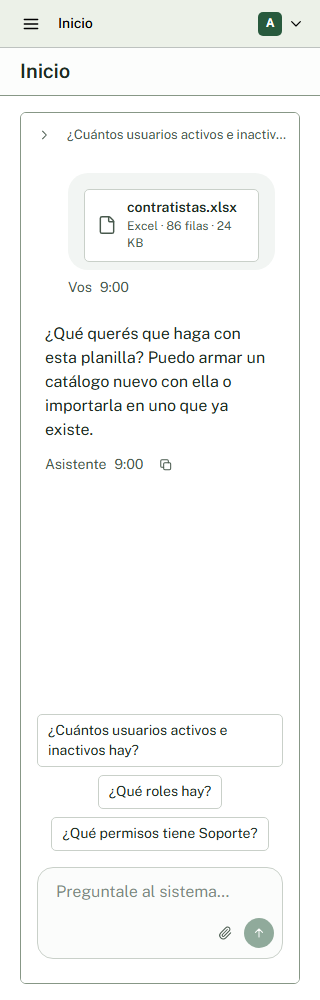 Inicio
A
Inicio
¿Cuántos usuarios activos e inactiv...
contratistas.xlsx
Excel · 86 filas · 24
KB
Vos 9:00
¿Qué querés que haga con
esta planilla? Puedo armar un
catálogo nuevo con ella o
importarla en uno que ya
existe.
Asistente 9:00
¿Cuántos usuarios activos e
inactivos hay?
¿Qué roles hay?
¿Qué permisos tiene Soporte?
Preguntale al sistema...